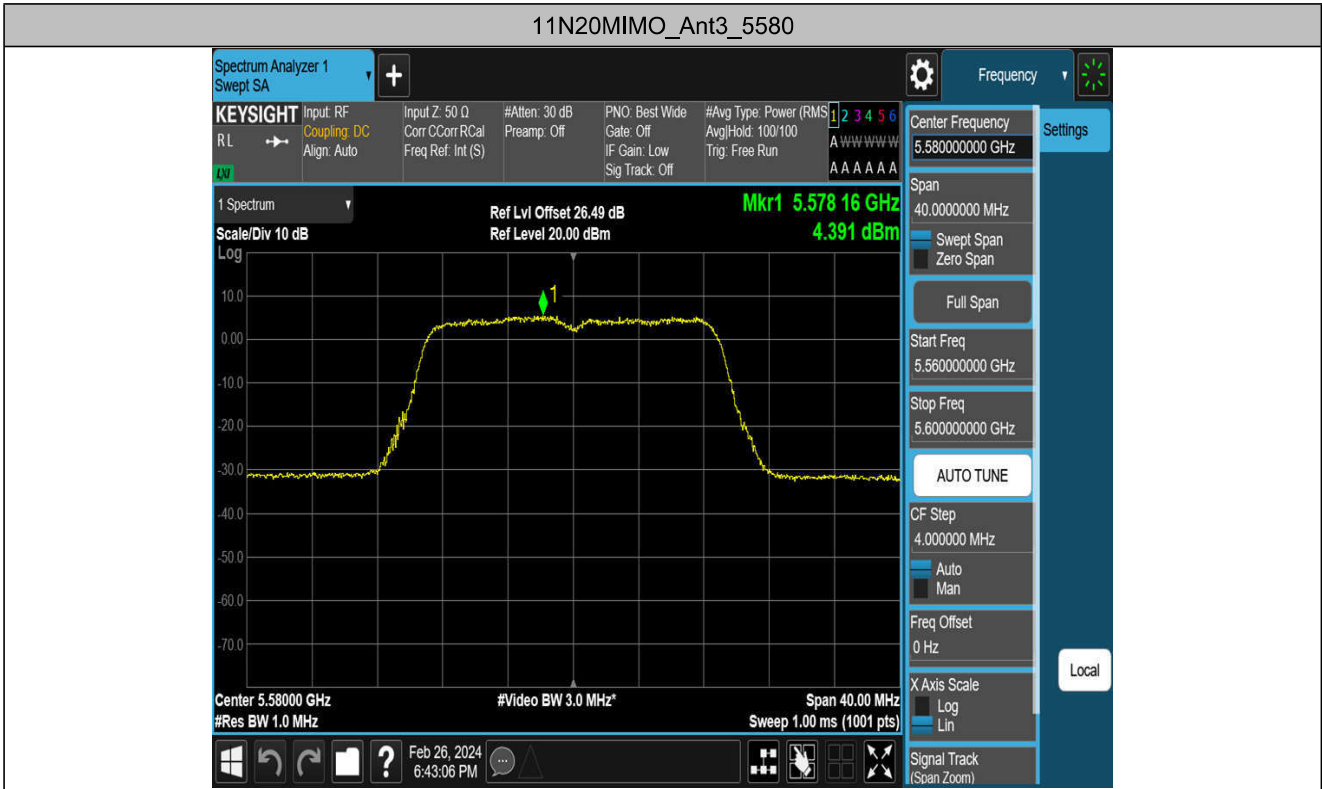 11N20MIMO_Ant3_5580
Spectrum Analyzer 1
Swept SA
+
Frequency
KEYSIGHT
RL
LXI
Input: RF
Coupling: DC
Align: Auto
Input Z: 50 Ω
Corr CCorr RCal
Freq Ref: Int (S)
#Atten: 30 dB
Preamp: Off
PNO: Best Wide
Gate: Off
IF Gain: Low
Sig Track: Off
#Avg Type: Power (RMS
Avg|Hold: 100/100
Trig: Free Run
1 2 3 4 5 6
A W W W W W
A A A A A A
1 Spectrum
Scale/Div 10 dB
Log
Ref Lvl Offset 26.49 dB
Ref Level 20.00 dBm
Mkr1 5.578 16 GHz
4.391 dBm
1
10.0
0.00
-10.0
-20.0
-30.0
-40.0
-50.0
-60.0
-70.0
Center 5.58000 GHz
#Video BW 3.0 MHz*
Span 40.00 MHz
#Res BW 1.0 MHz
Sweep 1.00 ms (1001 pts)
Center Frequency
5.580000000 GHz
Settings
Span
40.0000000 MHz
Swept Span
Zero Span
Full Span
Start Freq
5.560000000 GHz
Stop Freq
5.600000000 GHz
AUTO TUNE
CF Step
4.000000 MHz
Auto
Man
Freq Offset
0 Hz
X Axis Scale
Log
Lin
Local
Signal Track
(Span Zoom)
?
Feb 26, 2024
6:43:06 PM